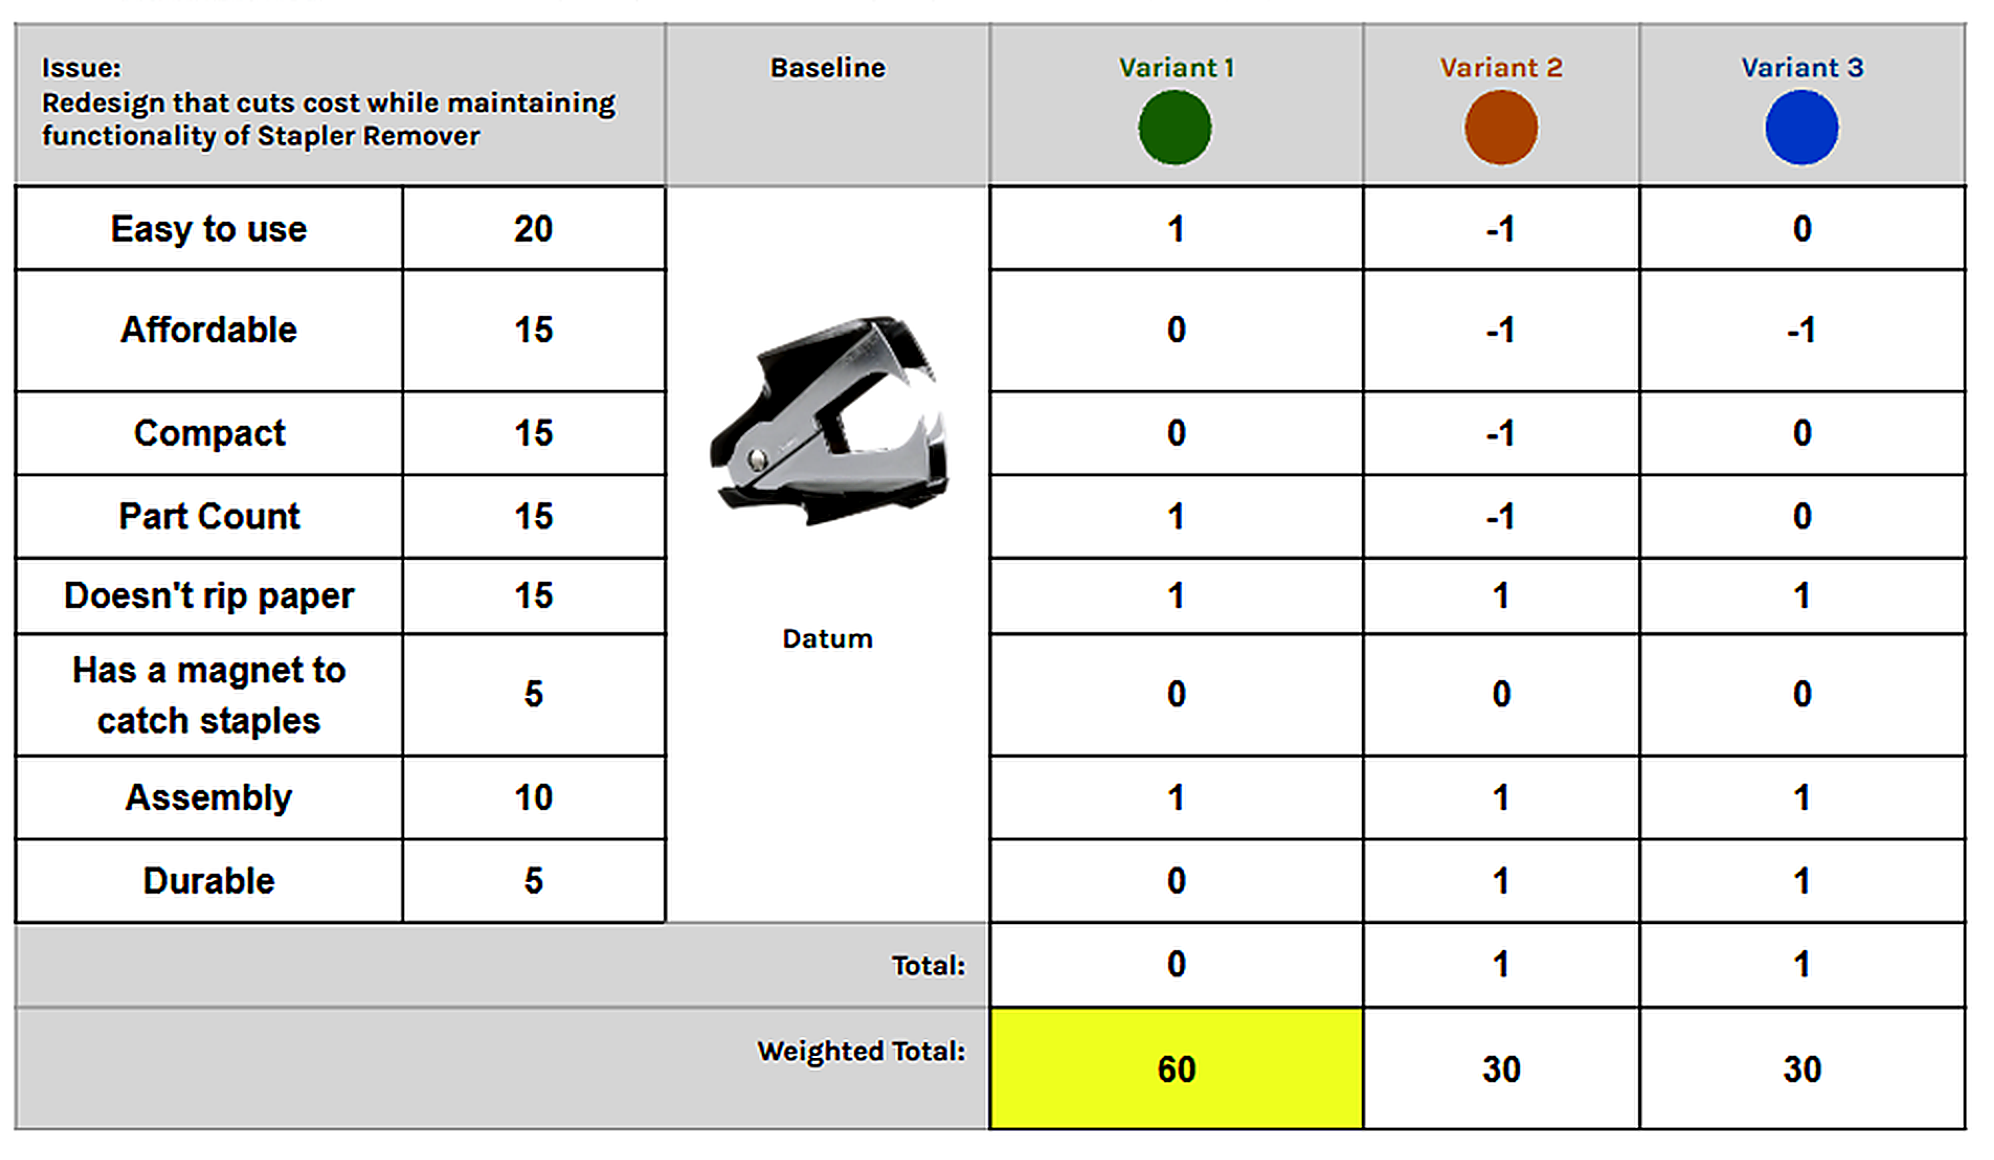 Issue:
Redesign that cuts cost while maintaining
functionality of Stapler Remover
Baseline
Variant 1
Variant 2
Variant 3
Easy to use 20 1 -1 0
Affordable 15 0 -1 -1
Compact 15 0 -1 0
Part Count 15 1 -1 0
Doesn't rip paper 15 1 1 1
Datum
Has a magnet to
catch staples
5 0 0 0
Assembly 10 1 1 1
Durable 5 0 1 1
Total: 0 1 1
Weighted Total: 60 30 30